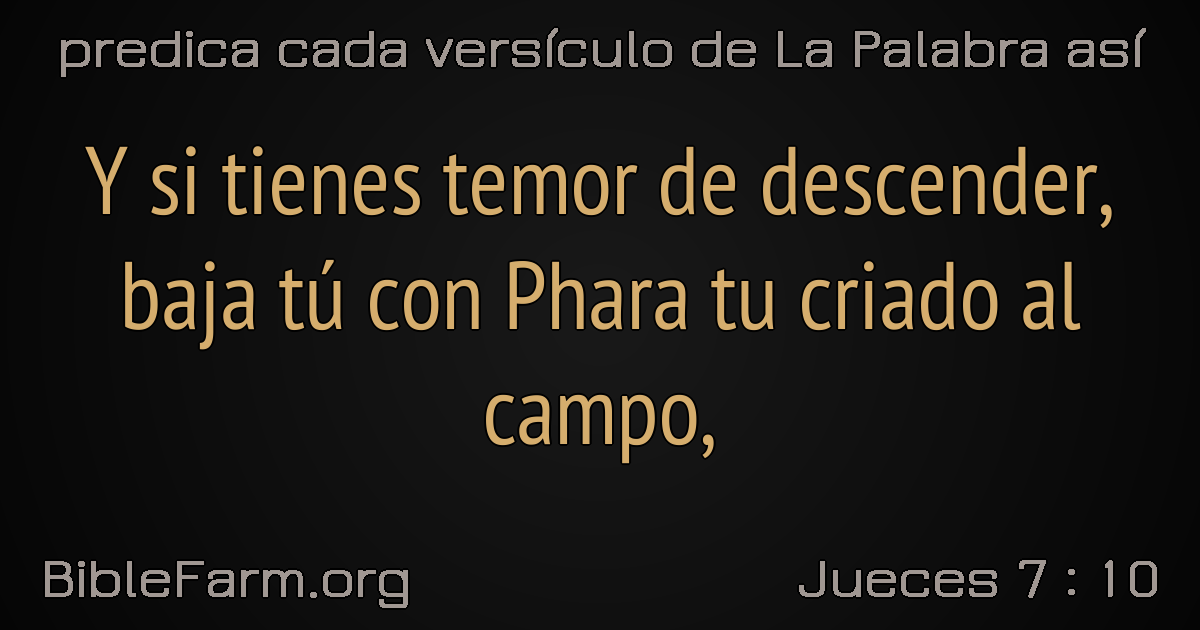 predica cada versículo de La Palabra así
Y si tienes temor de descender,
baja tú con Phara tu criado al
campo,
BibleFarm.org
Jueces 7 : 10